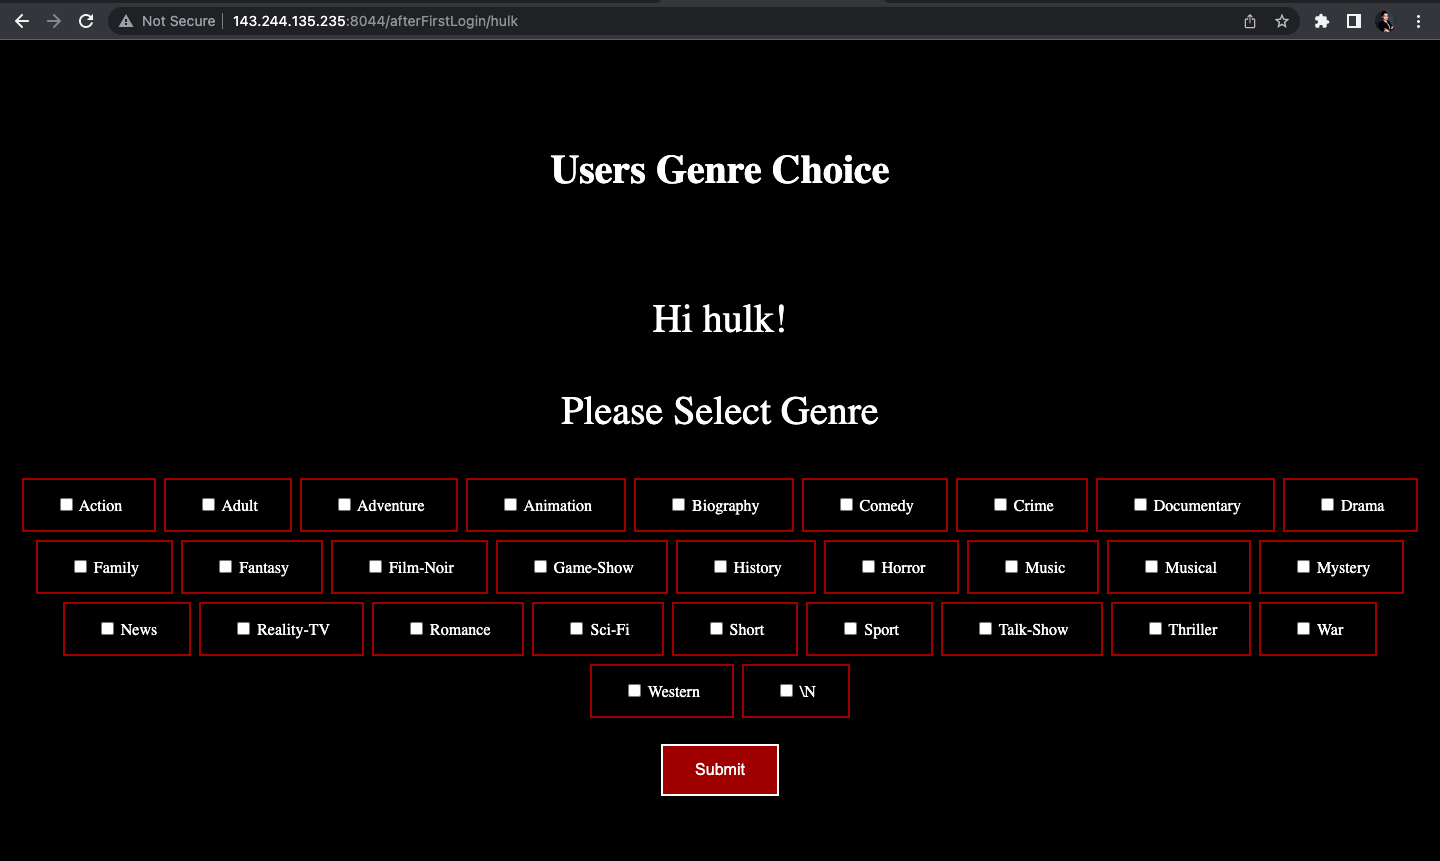 Not Secure 143.244.135.235:8044/afterFirstLogin/hulk
Users Genre Choice
Hi hulk!
Please Select Genre
Action Adult Adventure Animation Biography Comedy Crime Documentary Drama
Family Fantasy Film-Noir Game-Show History Horror Music Musical Mystery
News Reality-TV Romance Sci-Fi Short Sport Talk-Show Thriller War
Western \N
Submit